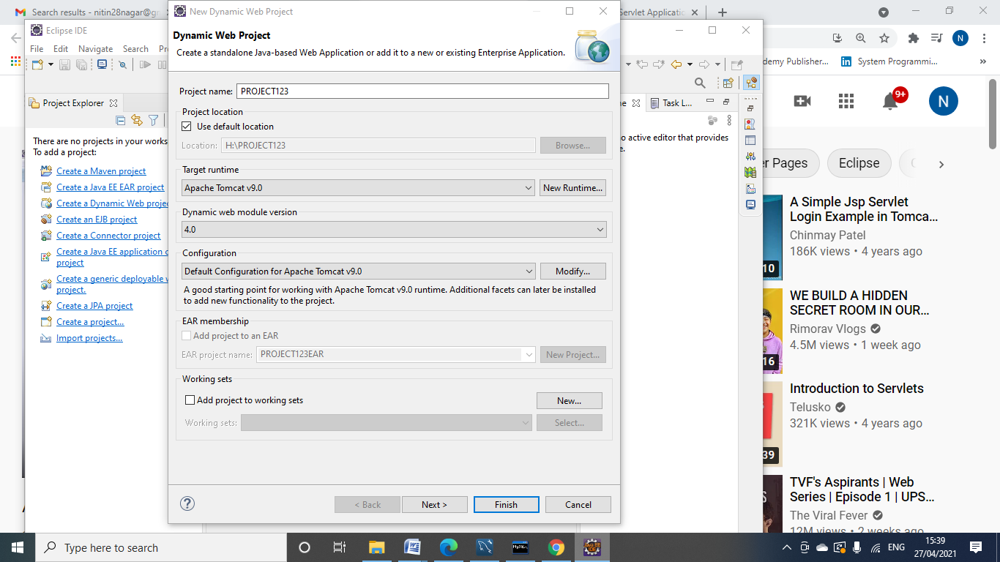 Search results - nitin28nagar@gr
Servlet Applicatio
Eclipse IDE
File Edit Navigate Search Pr
New Dynamic Web Project
Dynamic Web Project
Create a standalone Java-based Web Application or add it to a new or existing Enterprise Application.
Project name: PROJECT123
Project location
Use default location
Location: H:\PROJECT123 Browse...
Target runtime
Apache Tomcat v9.0 New Runtime...
Dynamic web module version
4.0
Configuration
Default Configuration for Apache Tomcat v9.0 Modify...
A good starting point for working with Apache Tomcat v9.0 runtime. Additional facets can later be installed
to add new functionality to the project.
EAR membership
Add project to an EAR
EAR project name: PROJECT123EAR New Project...
Working sets
Add project to working sets New...
Working sets: Select...
? < Back Next > Finish Cancel
Project Explorer
There are no projects in your works
To add a project:
Create a Maven project
Create a Java EE EAR project
Create a Dynamic Web projec
Create an EJB project
Create a Connector project
Create a Java EE application c
project
Create a generic deployable w
project.
Create a JPA project
Create a project...
Import projects...
ne Task L...
o active editor that provides
e.
N
demy Publisher... in System Programmi... »
9+ N
er Pages Eclipse
A Simple Jsp Servlet
Login Example in Tomca...
Chinmay Patel
186K views • 4 years ago
10
WE BUILD A HIDDEN
SECRET ROOM IN OUR...
Rimorav Vlogs
4.5M views • 1 week ago
16
Introduction to Servlets
Telusko
321K views • 4 years ago
39
TVF's Aspirants | Web
Series | Episode 1 | UPS...
The Viral Fever
12M views • 2 weeks ago
Type here to search
W MySQL Java EE IDE
ENG 15:39
27/04/2021